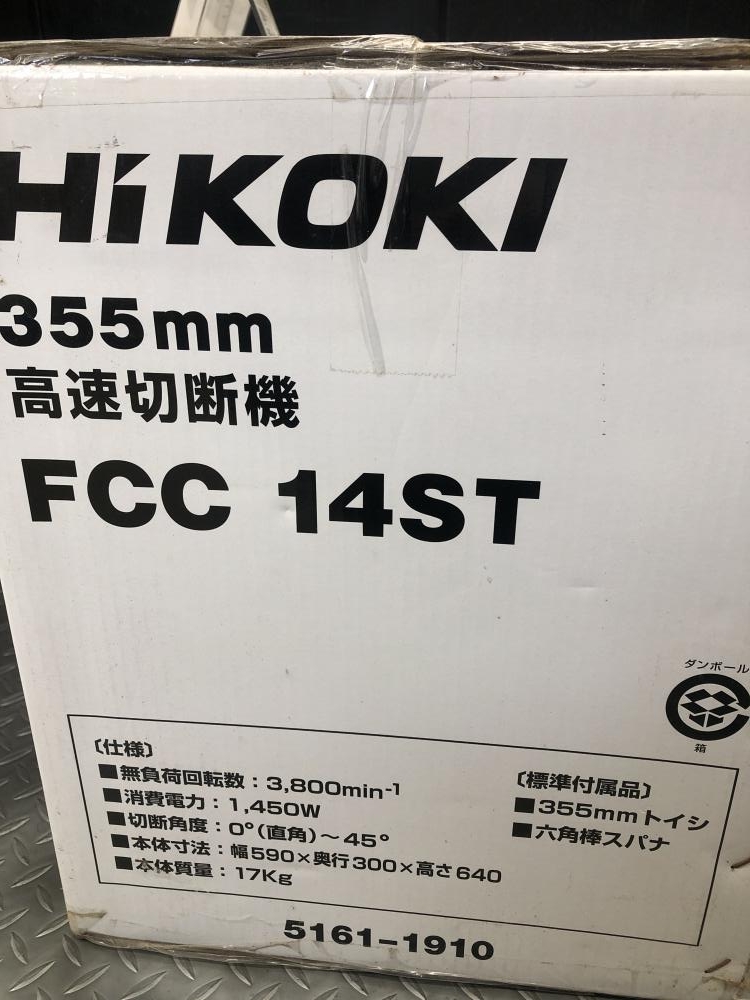 HiKOKI
355mm
高速切断機
FCC 14ST
ダンボール
箱
〔仕様〕
■無負荷回転数：3,800min-1
■消費電力：1,450W
■切断角度：0°(直角)～45°
■本体寸法：幅590×奥行300×高さ640
■本体質量：17Kg
〔標準付属品〕
■355mmトイシ
■六角棒スパナ
5161-1910